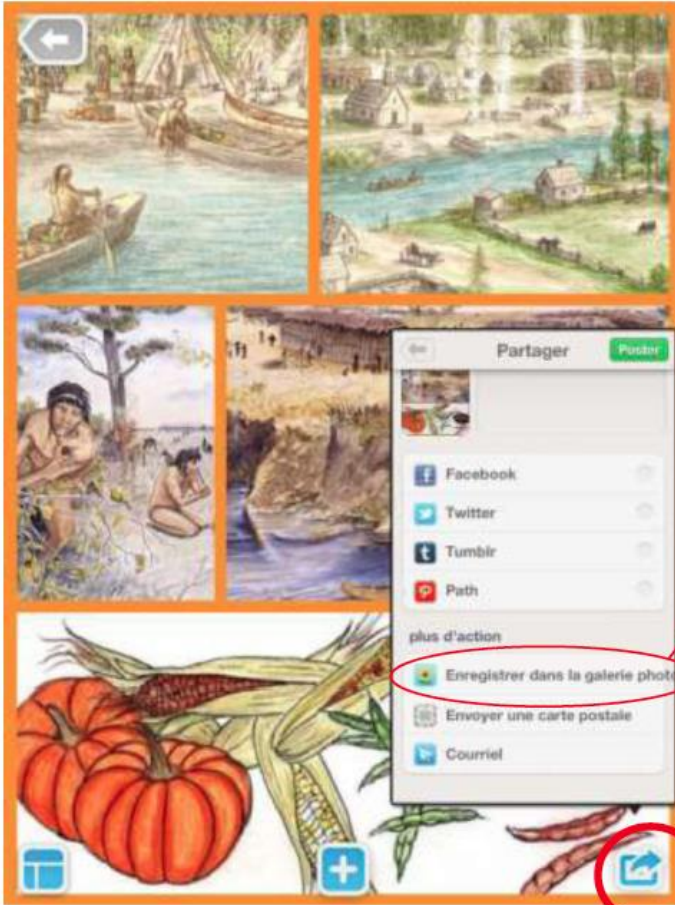 Partager
Poster
Facebook
Twitter
Tumblr
Path
plus d'action
Enregistrer dans la galerie photo
Envoyer une carte postale
Courriel